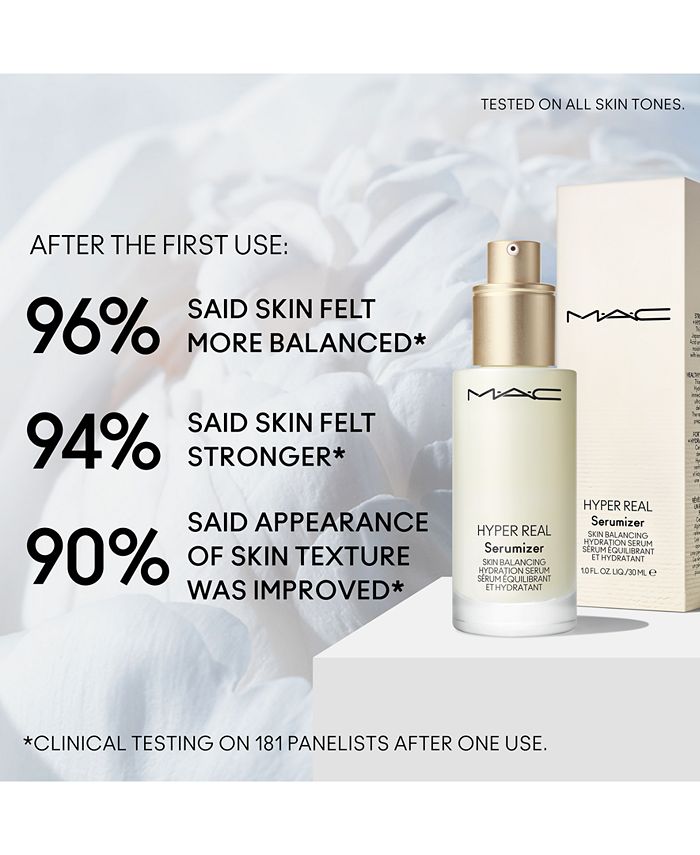 TESTED ON ALL SKIN TONES.
AFTER THE FIRST USE:
96%
SAID SKIN FELT
MORE BALANCED*
94%
SAID SKIN FELT
STRONGER*
90%
SAID APPEARANCE
OF SKIN TEXTURE
WAS IMPROVED*
M·A·C
HYPER REAL
Serumizer
SKIN BALANCING
HYDRATION SERUM
SÉRUM ÉQUILIBRANT
ET HYDRATANT
M·A·C
HYPER REAL
Serumizer
SKIN BALANCING
HYDRATION SERUM
SÉRUM ÉQUILIBRANT
ET HYDRATANT
1.0 FL. OZ. LIQ./30 ML ℮
*CLINICAL TESTING ON 181 PANELISTS AFTER ONE USE.